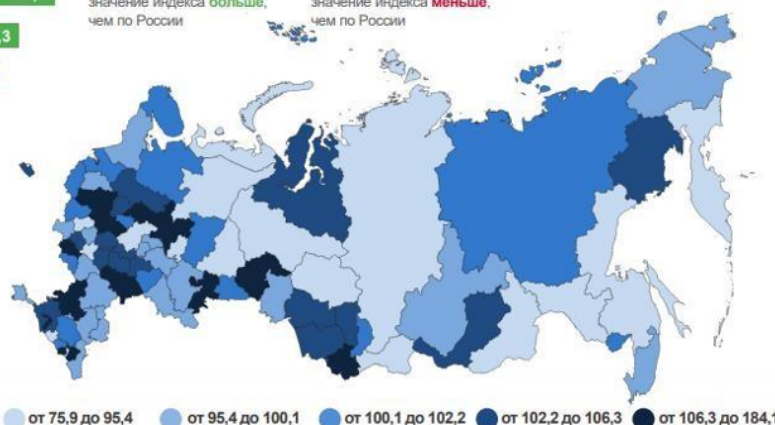 значение индекса больше,
чем по России
значение индекса меньше,
чем по России
,3
от 75,9 до 95,4
от 95,4 до 100,1
от 100,1 до 102,2
от 102,2 до 106,3
от 106,3 до 184,1